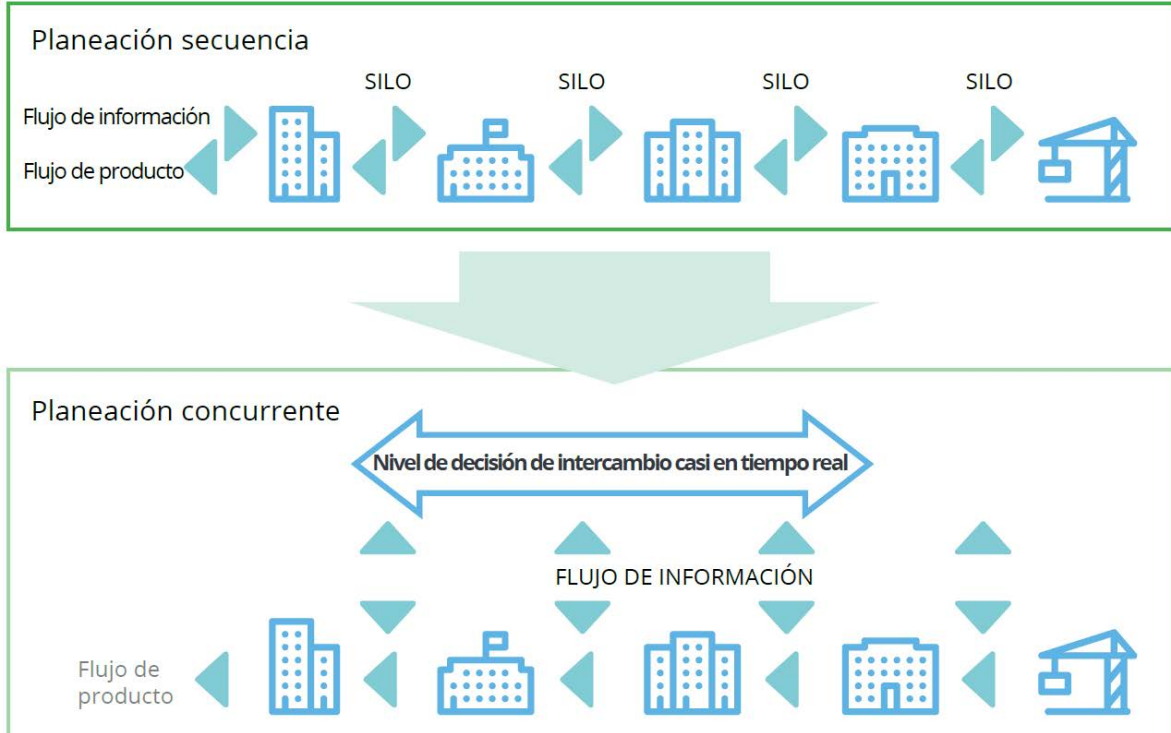 Planeación secuencia
SILO
SILO
SILO
SILO
Flujo de información
Flujo de producto
Planeación concurrente
Nivel de decisión de intercambio casi en tiempo real
FLUJO DE INFORMACIÓN
Flujo de
producto